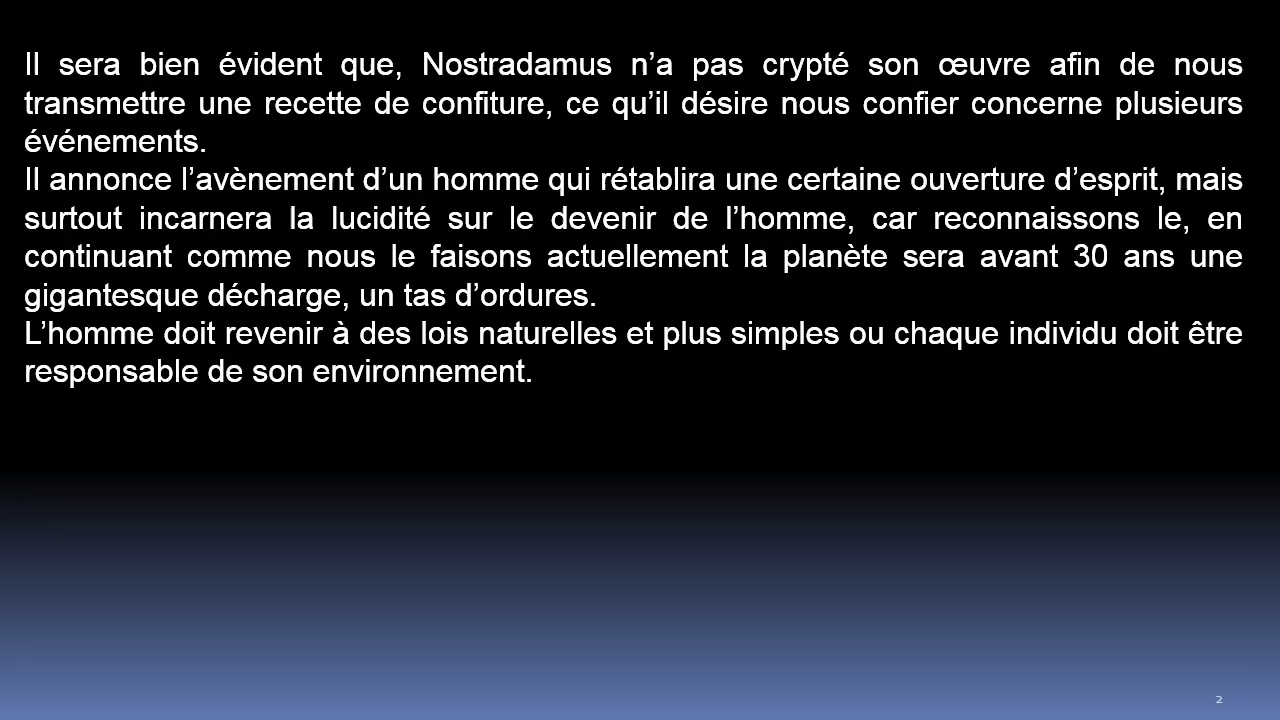 Il sera bien évident que, Nostradamus n’a pas crypté son œuvre afin de nous
transmettre une recette de confiture, ce qu’il désire nous confier concerne plusieurs
événements.
Il annonce l’avènement d’un homme qui rétablira une certaine ouverture d’esprit, mais
surtout incarnera la lucidité sur le devenir de l’homme, car reconnaissons le, en
continuant comme nous le faisons actuellement la planète sera avant 30 ans une
gigantesque décharge, un tas d’ordures.
L’homme doit revenir à des lois naturelles et plus simples ou chaque individu doit être
responsable de son environnement.
2